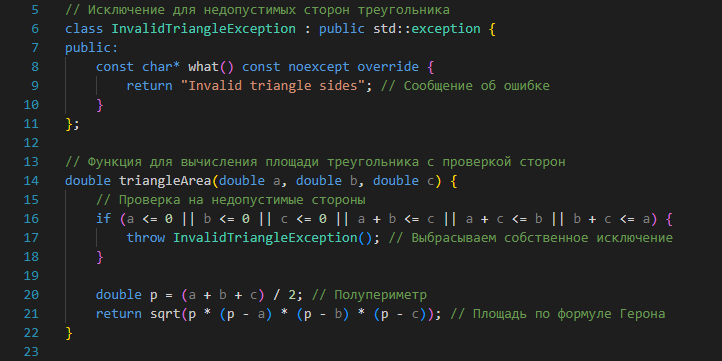 5 // Исключение для недопустимых сторон треугольника
6 class InvalidTriangleException : public std::exception {
7 public:
8     const char* what() const noexcept override {
9         return "Invalid triangle sides"; // Сообщение об ошибке
10     }
11 };
12
13 // Функция для вычисления площади треугольника с проверкой сторон
14 double triangleArea(double a, double b, double c) {
15     // Проверка на недопустимые стороны
16     if (a <= 0 || b <= 0 || c <= 0 || a + b <= c || a + c <= b || b + c <= a) {
17         throw InvalidTriangleException(); // Выбрасываем собственное исключение
18     }
19
20     double p = (a + b + c) / 2; // Полупериметр
21     return sqrt(p * (p - a) * (p - b) * (p - c)); // Площадь по формуле Герона
22 }
23